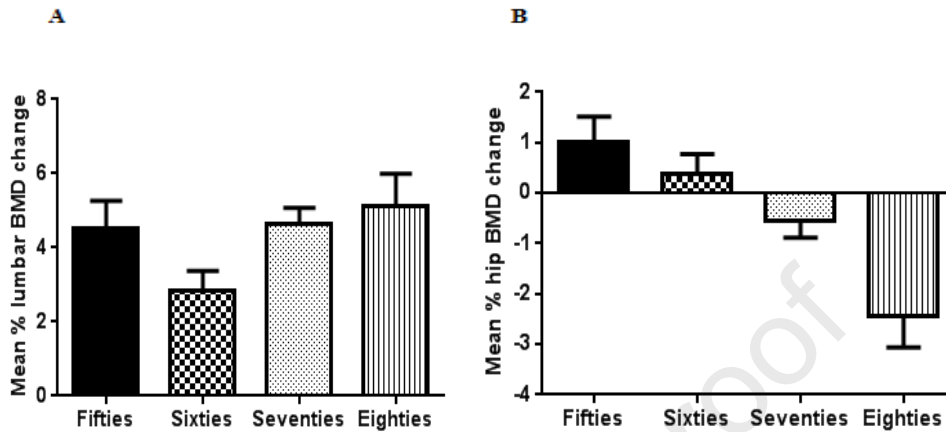 A
Mean % lumbar BMD change
8
6
4
2
0
Fifties Sixties Seventies Eighties
B
Mean % hip BMD change
2
1
0
-1
-2
-3
-4
Fifties Sixties Seventies Eighties
roof